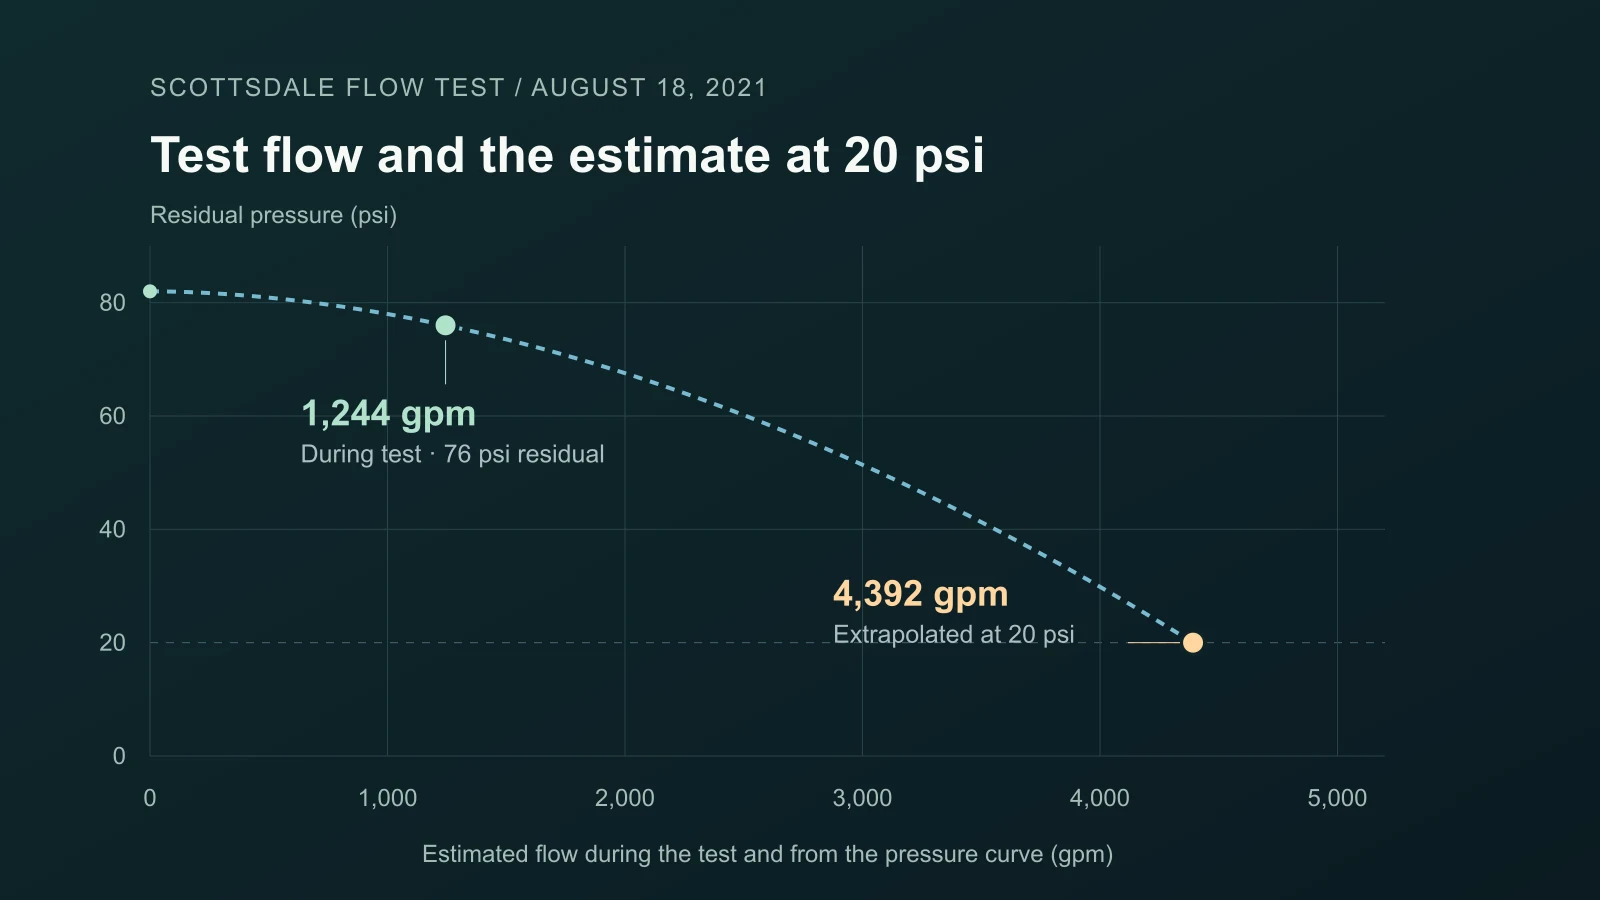 SCOTTSDALE FLOW TEST / AUGUST 18, 2021
Test flow and the estimate at 20 psi
Residual pressure (psi)
80
60
40
20
0
1,244 gpm
During test · 76 psi residual
4,392 gpm
Extrapolated at 20 psi
0
1,000
2,000
3,000
4,000
5,000
Estimated flow during the test and from the pressure curve (gpm)